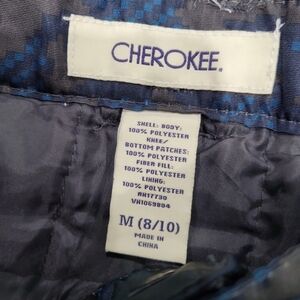 CHEROKEE.
SHELL: BODY:
100% POLYESTER
KNEE/
BOTTOM PATCHES:
100% POLYESTER
FIBER FILL:
100% POLYESTER
LINING:
100% POLYESTER
RN17730
VN1069884
M (8/10)
MADE IN
CHINA